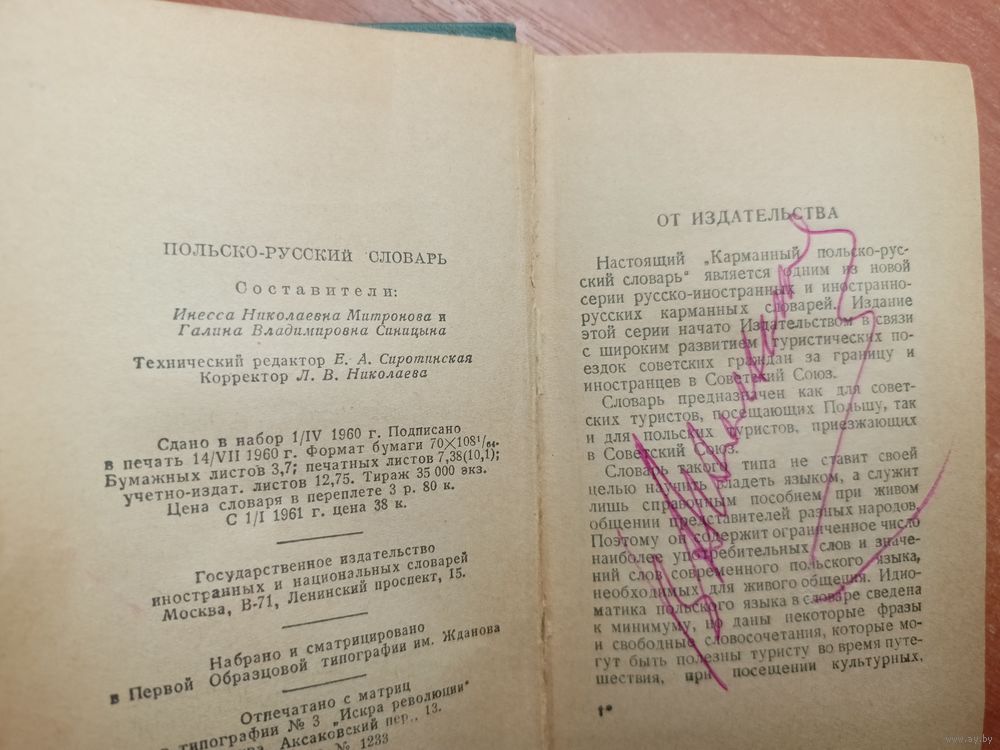 ПОЛЬСКО-РУССКИЙ СЛОВАРЬ
Составители:
Инесса Николаевна Митронова и
Галина Владимировна Синицына
Технический редактор Е. А. Сиротинская
Корректор Л. В. Николаева
Сдано в набор 1/IV 1960 г. Подписано
в печать 14/VII 1960 г. Формат бумаги 70×108¹/₆₄.
Бумажных листов 3,7; печатных листов 7,38(10,1);
учетно-издат. листов 12,75. Тираж 35 000 экз.
Цена словаря в переплете 3 р. 80 к.
С 1/I 1961 г. цена 38 к.
Государственное издательство
иностранных и национальных словарей
Москва, В-71, Ленинский проспект, 15.
Набрано и сматрицировано
в Первой Образцовой типографии им. Жданова
Отпечатано с матриц
типографии № 3 „Искра революции"
Аксаковский пер., 13.
№ 1233
ОТ ИЗДАТЕЛЬСТВА
Настоящий „Карманный польско-рус-
ский словарь" является одним из новой
серии русско-иностранных и иностранно-
русских карманных словарей. Издание
этой серии начато Издательством в связи
с широким развитием туристических по-
ездок советских граждан за границу и
иностранцев в Советский Союз.
Словарь предназначен как для совет-
ских туристов, посещающих Польшу, так
и для польских туристов, приезжающих
в Советский Союз.
Словарь такого типа не ставит своей
целью научить владеть языком, а служит
лишь справочным пособием при живом
общении представителей разных народов.
Поэтому он содержит ограниченное число
наиболее употребительных слов и значе-
ний слов современного польского языка,
необходимых для живого общения. Идио-
матика польского языка в словаре сведена
к минимуму, но даны некоторые фразы
и свободные словосочетания, которые мо-
гут быть полезны туристу во время путе-
шествия, при посещении культурных,
1*
www.ay.by